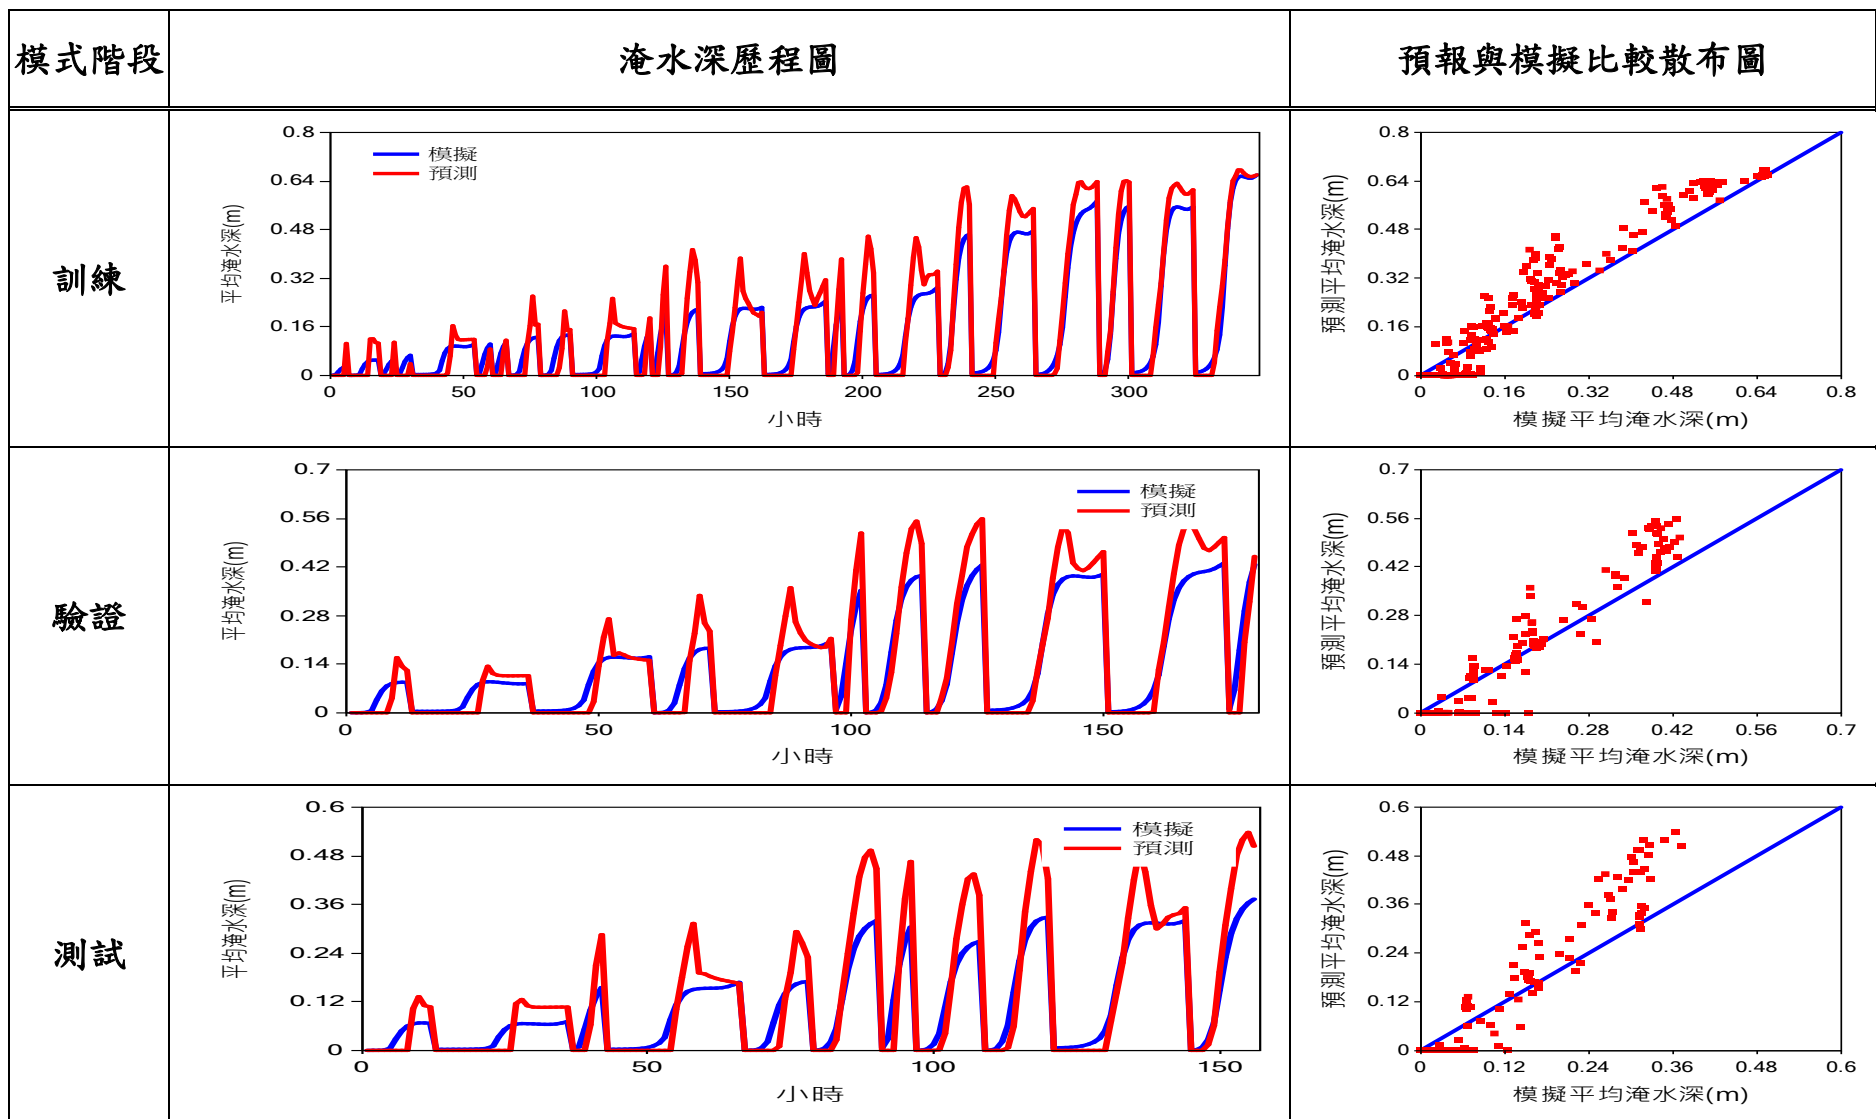 模式階段
淹水深歷程圖
預報與模擬比較散布圖
訓練
平均淹水深(m)
0.8
0.64
0.48
0.32
0.16
0
模擬
預測
0 50 100 150 200 250 300
小時
預測平均淹水深(m)
0.8
0.64
0.48
0.32
0.16
0
0 0.16 0.32 0.48 0.64 0.8
模擬平均淹水深(m)
驗證
平均淹水深(m)
0.7
0.56
0.42
0.28
0.14
0
模擬
預測
0 50 100 150
小時
預測平均淹水深(m)
0.7
0.56
0.42
0.28
0.14
0
0 0.14 0.28 0.42 0.56 0.7
模擬平均淹水深(m)
測試
平均淹水深(m)
0.6
0.48
0.36
0.24
0.12
0
模擬
預測
0 50 100 150
小時
預測平均淹水深(m)
0.6
0.48
0.36
0.24
0.12
0
0 0.12 0.24 0.36 0.48 0.6
模擬平均淹水深(m)